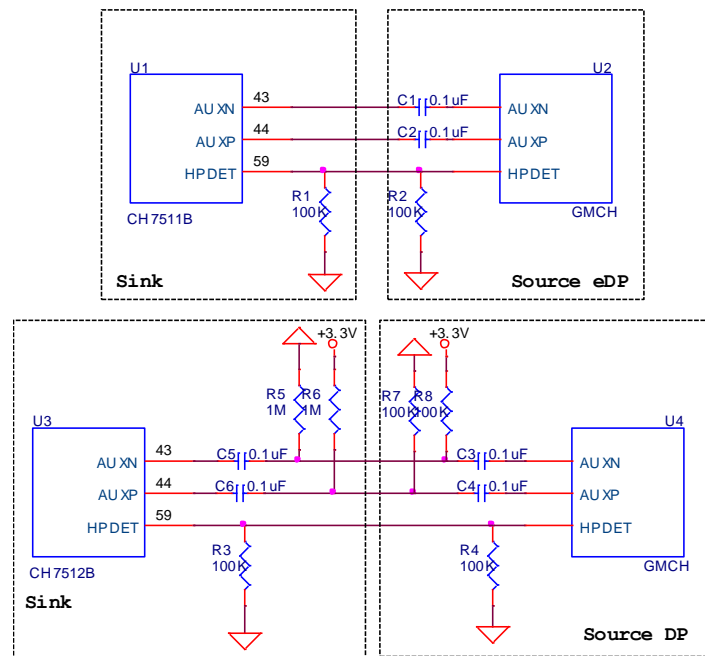 U1
U2
43
C1 0.1uF
AUXN
AUXN
44
C2 0.1uF
AUXP
AUXP
59
HPDET
HPDET
R1
100K
R2
100K
CH7511B
GMCH
Sink
Source eDP
+3.3V
+3.3V
R5
1M
R6
1M
R7
100K
R8
100K
U3
U4
43
C5 0.1uF
C3 0.1uF
AUXN
AUXN
44
C6 0.1uF
C4 0.1uF
AUXP
AUXP
59
HPDET
HPDET
R3
100K
R4
100K
CH7512B
GMCH
Sink
Source DP